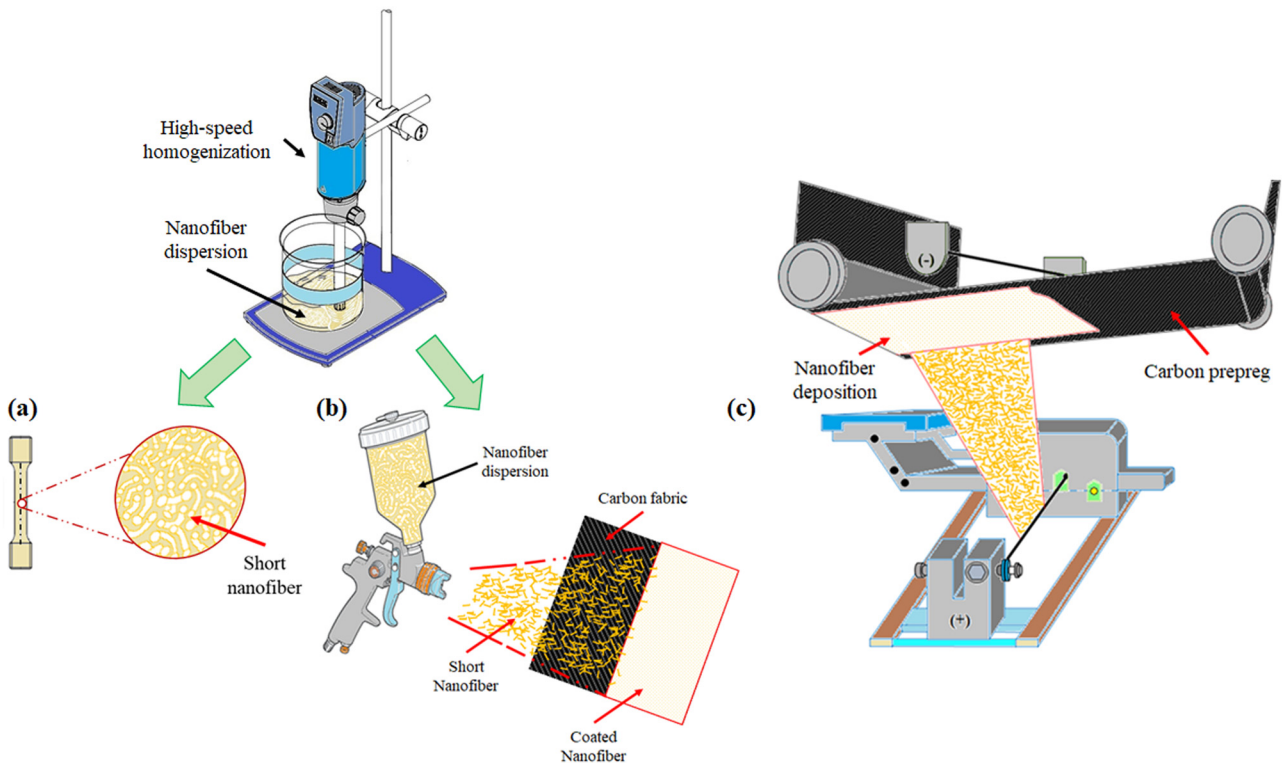 High-speed
homogenization
Nanofiber
dispersion
(-)
Nanofiber
deposition
Carbon prepreg
(a)
Short
nanofiber
(b)
Nanofiber
dispersion
Carbon fabric
Short
Nanofiber
Coated
Nanofiber
(c)
(+)